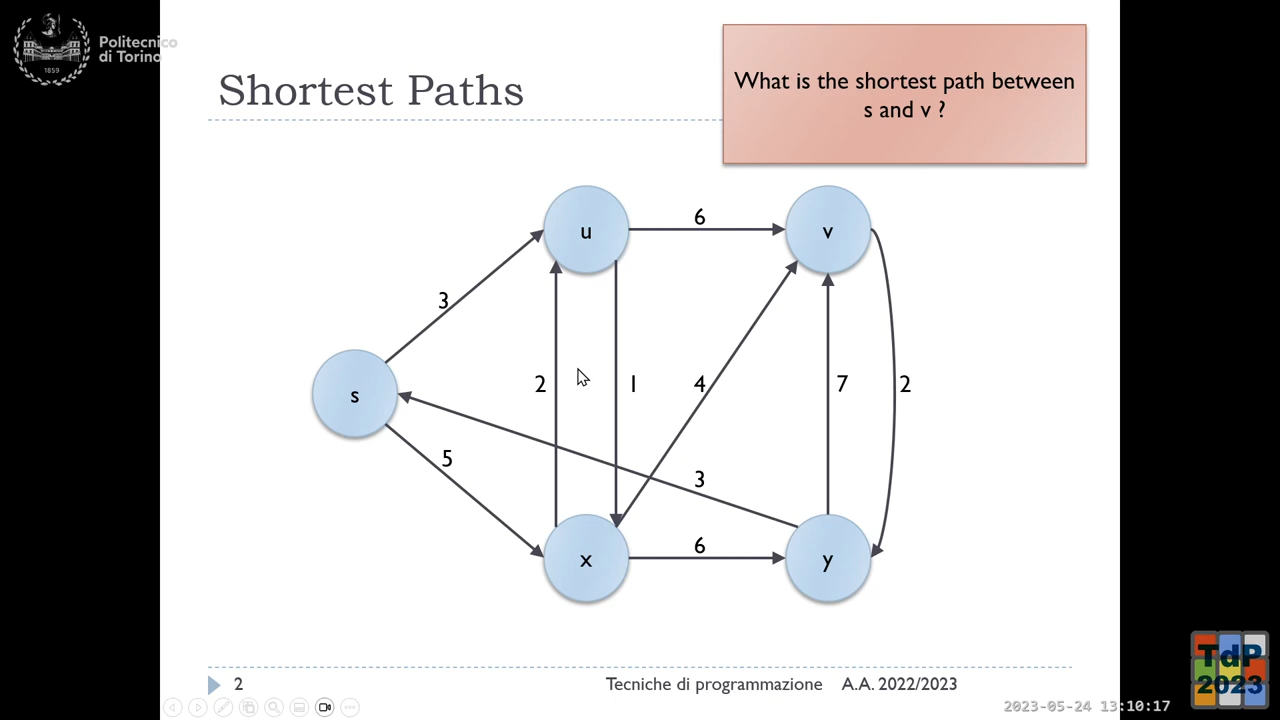 Politecnico
di Torino
1859
Shortest Paths
What is the shortest path between
s and v ?
u
6
v
3
s
2
1
4
7
2
5
3
x
6
y
2
Tecniche di programmazione
A.A. 2022/2023
TdP
2023
2023-05-24 13:10:17